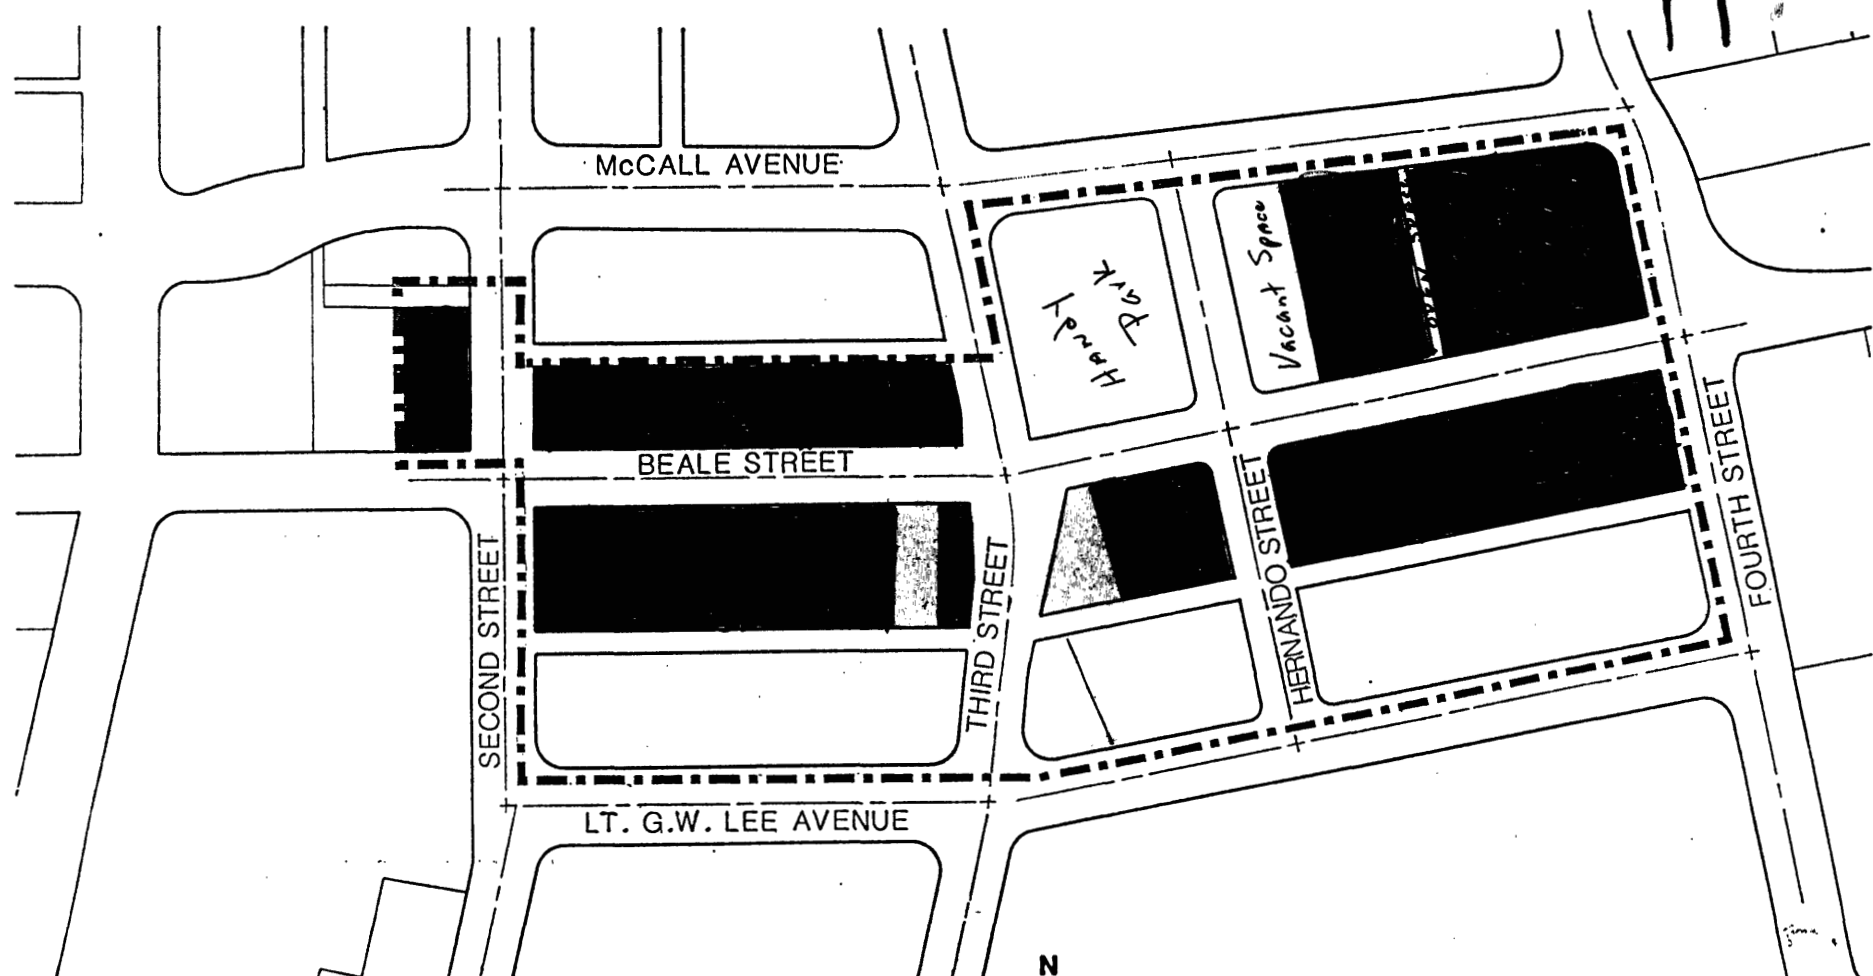 McCALL AVENUE
Handy
Park
Vacant Space
BEALE STREET
SECOND STREET
THIRD STREET
HERNANDO STREET
FOURTH STREET
LT. G.W. LEE AVENUE
N